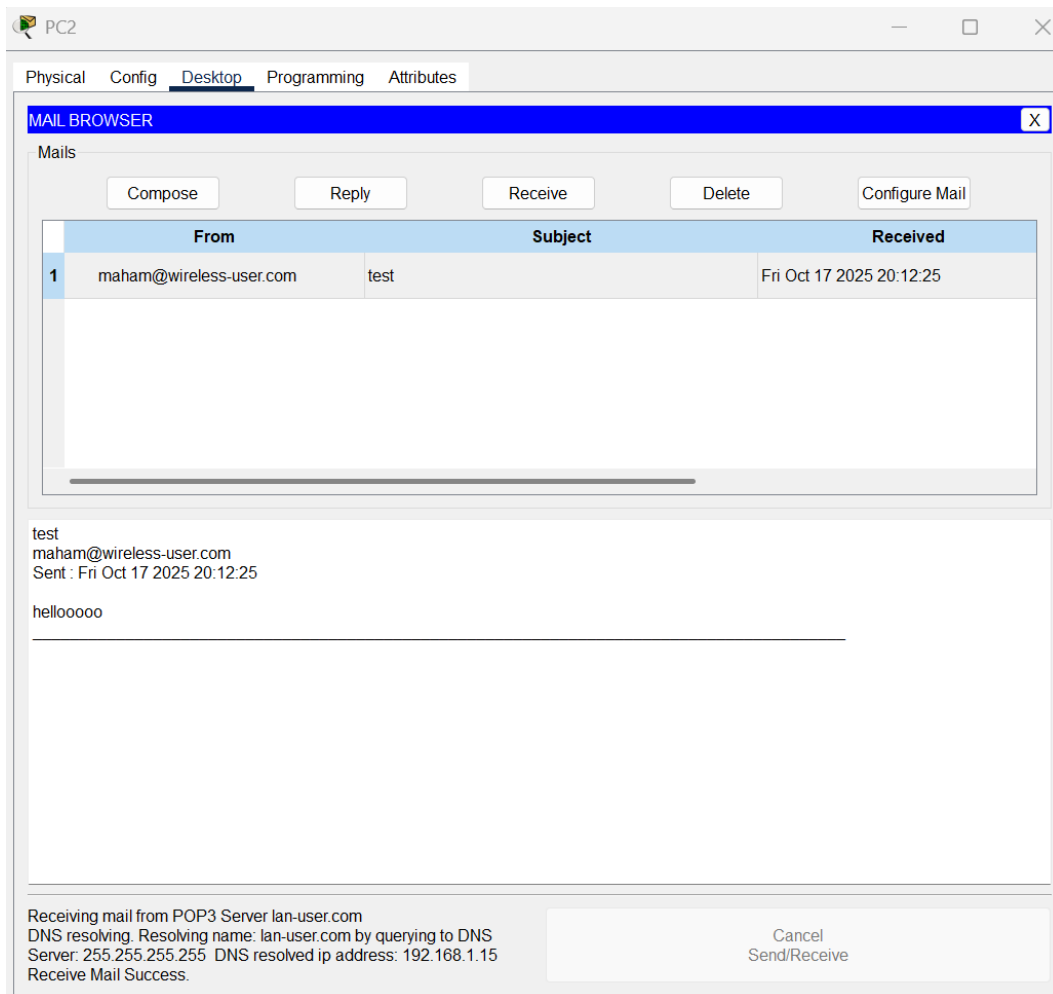 PC2
Physical Config Desktop Programming Attributes
MAIL BROWSER X
Mails
Compose Reply Receive Delete Configure Mail
From Subject Received
1 maham@wireless-user.com test Fri Oct 17 2025 20:12:25
test
maham@wireless-user.com
Sent : Fri Oct 17 2025 20:12:25
hellooooo
Receiving mail from POP3 Server lan-user.com
DNS resolving. Resolving name: lan-user.com by querying to DNS
Server: 255.255.255.255 DNS resolved ip address: 192.168.1.15
Receive Mail Success.
Cancel
Send/Receive